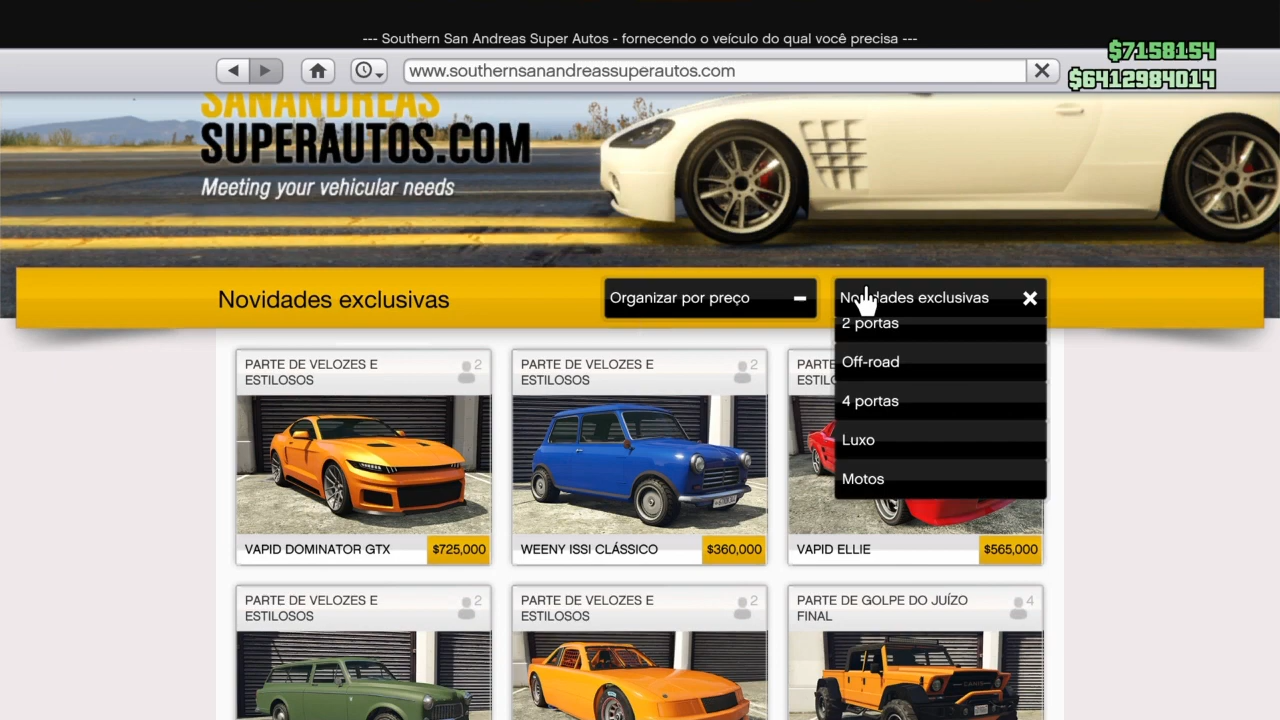 --- Southern San Andreas Super Autos - fornecendo o veículo do qual você precisa ---
$7158154
www.southernsanandreassuperautos.com
$6412984014
SANANDREAS
SUPERAUTOS.COM
Meeting your vehicular needs
Novidades exclusivas
Organizar por preço
Novidades exclusivas
2 portas
Off-road
4 portas
Luxo
Motos
PARTE DE VELOZES E
ESTILOSOS
2
PARTE DE VELOZES E
ESTILOSOS
2
VAPID DOMINATOR GTX
$725,000
WEENY ISSI CLÁSSICO
$360,000
VAPID ELLIE
$565,000
PARTE DE VELOZES E
ESTILOSOS
2
PARTE DE VELOZES E
ESTILOSOS
2
PARTE DE GOLPE DO JUÍZO
FINAL
4
CANIS